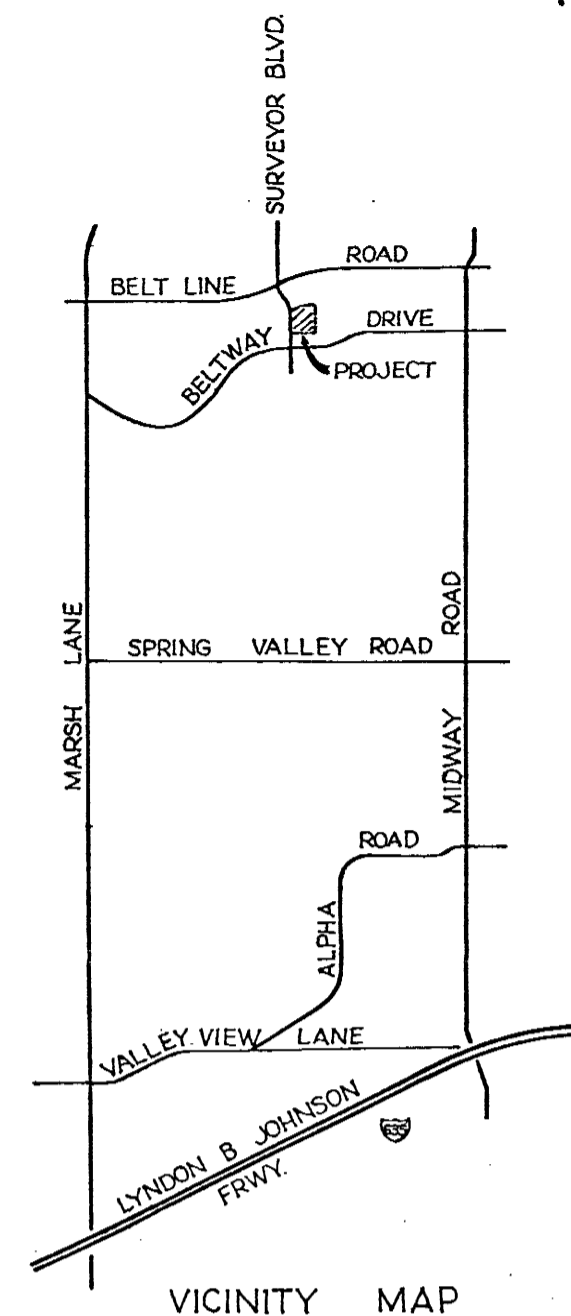 SURVEYOR BLVD.
BELT LINE ROAD
BELTWAY DRIVE
PROJECT
MARSH LANE
SPRING VALLEY ROAD
MIDWAY ROAD
ALPHA ROAD
VALLEY VIEW LANE
LYNDON B JOHNSON
FRWY.
635
VICINITY MAP